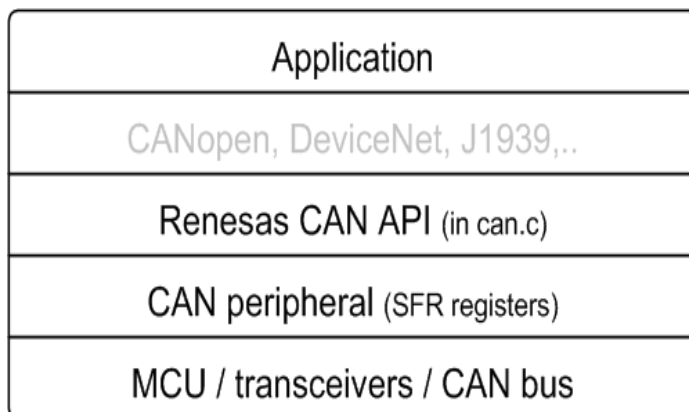 Application
CANopen, DeviceNet, J1939,..
Renesas CAN API (in can.c)
CAN peripheral (SFR registers)
MCU / transceivers / CAN bus